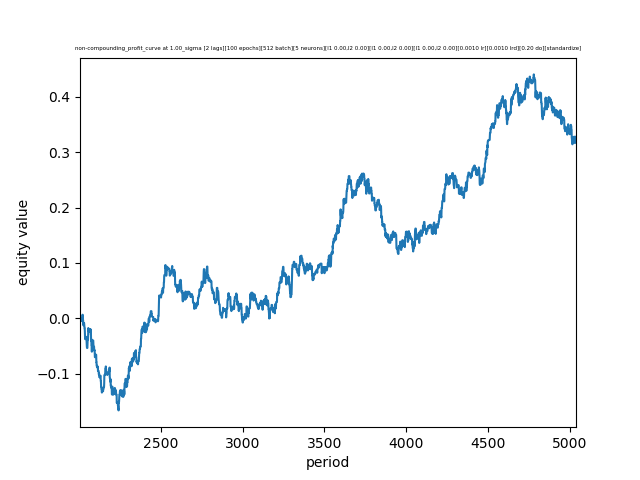 non-compounding_profit_curve at 1.00_sigma [2 lags][100 epochs][512 batch][5 neurons][l1 0.00,l2 0.00][l1 0.00,l2 0.00][l1 0.00,l2 0.00][0.0010 lr][0.0010 lrd][0.20 do][standardize]
0.4
0.3
0.2
0.1
0.0
−0.1
equity value
2500 3000 3500 4000 4500 5000
period